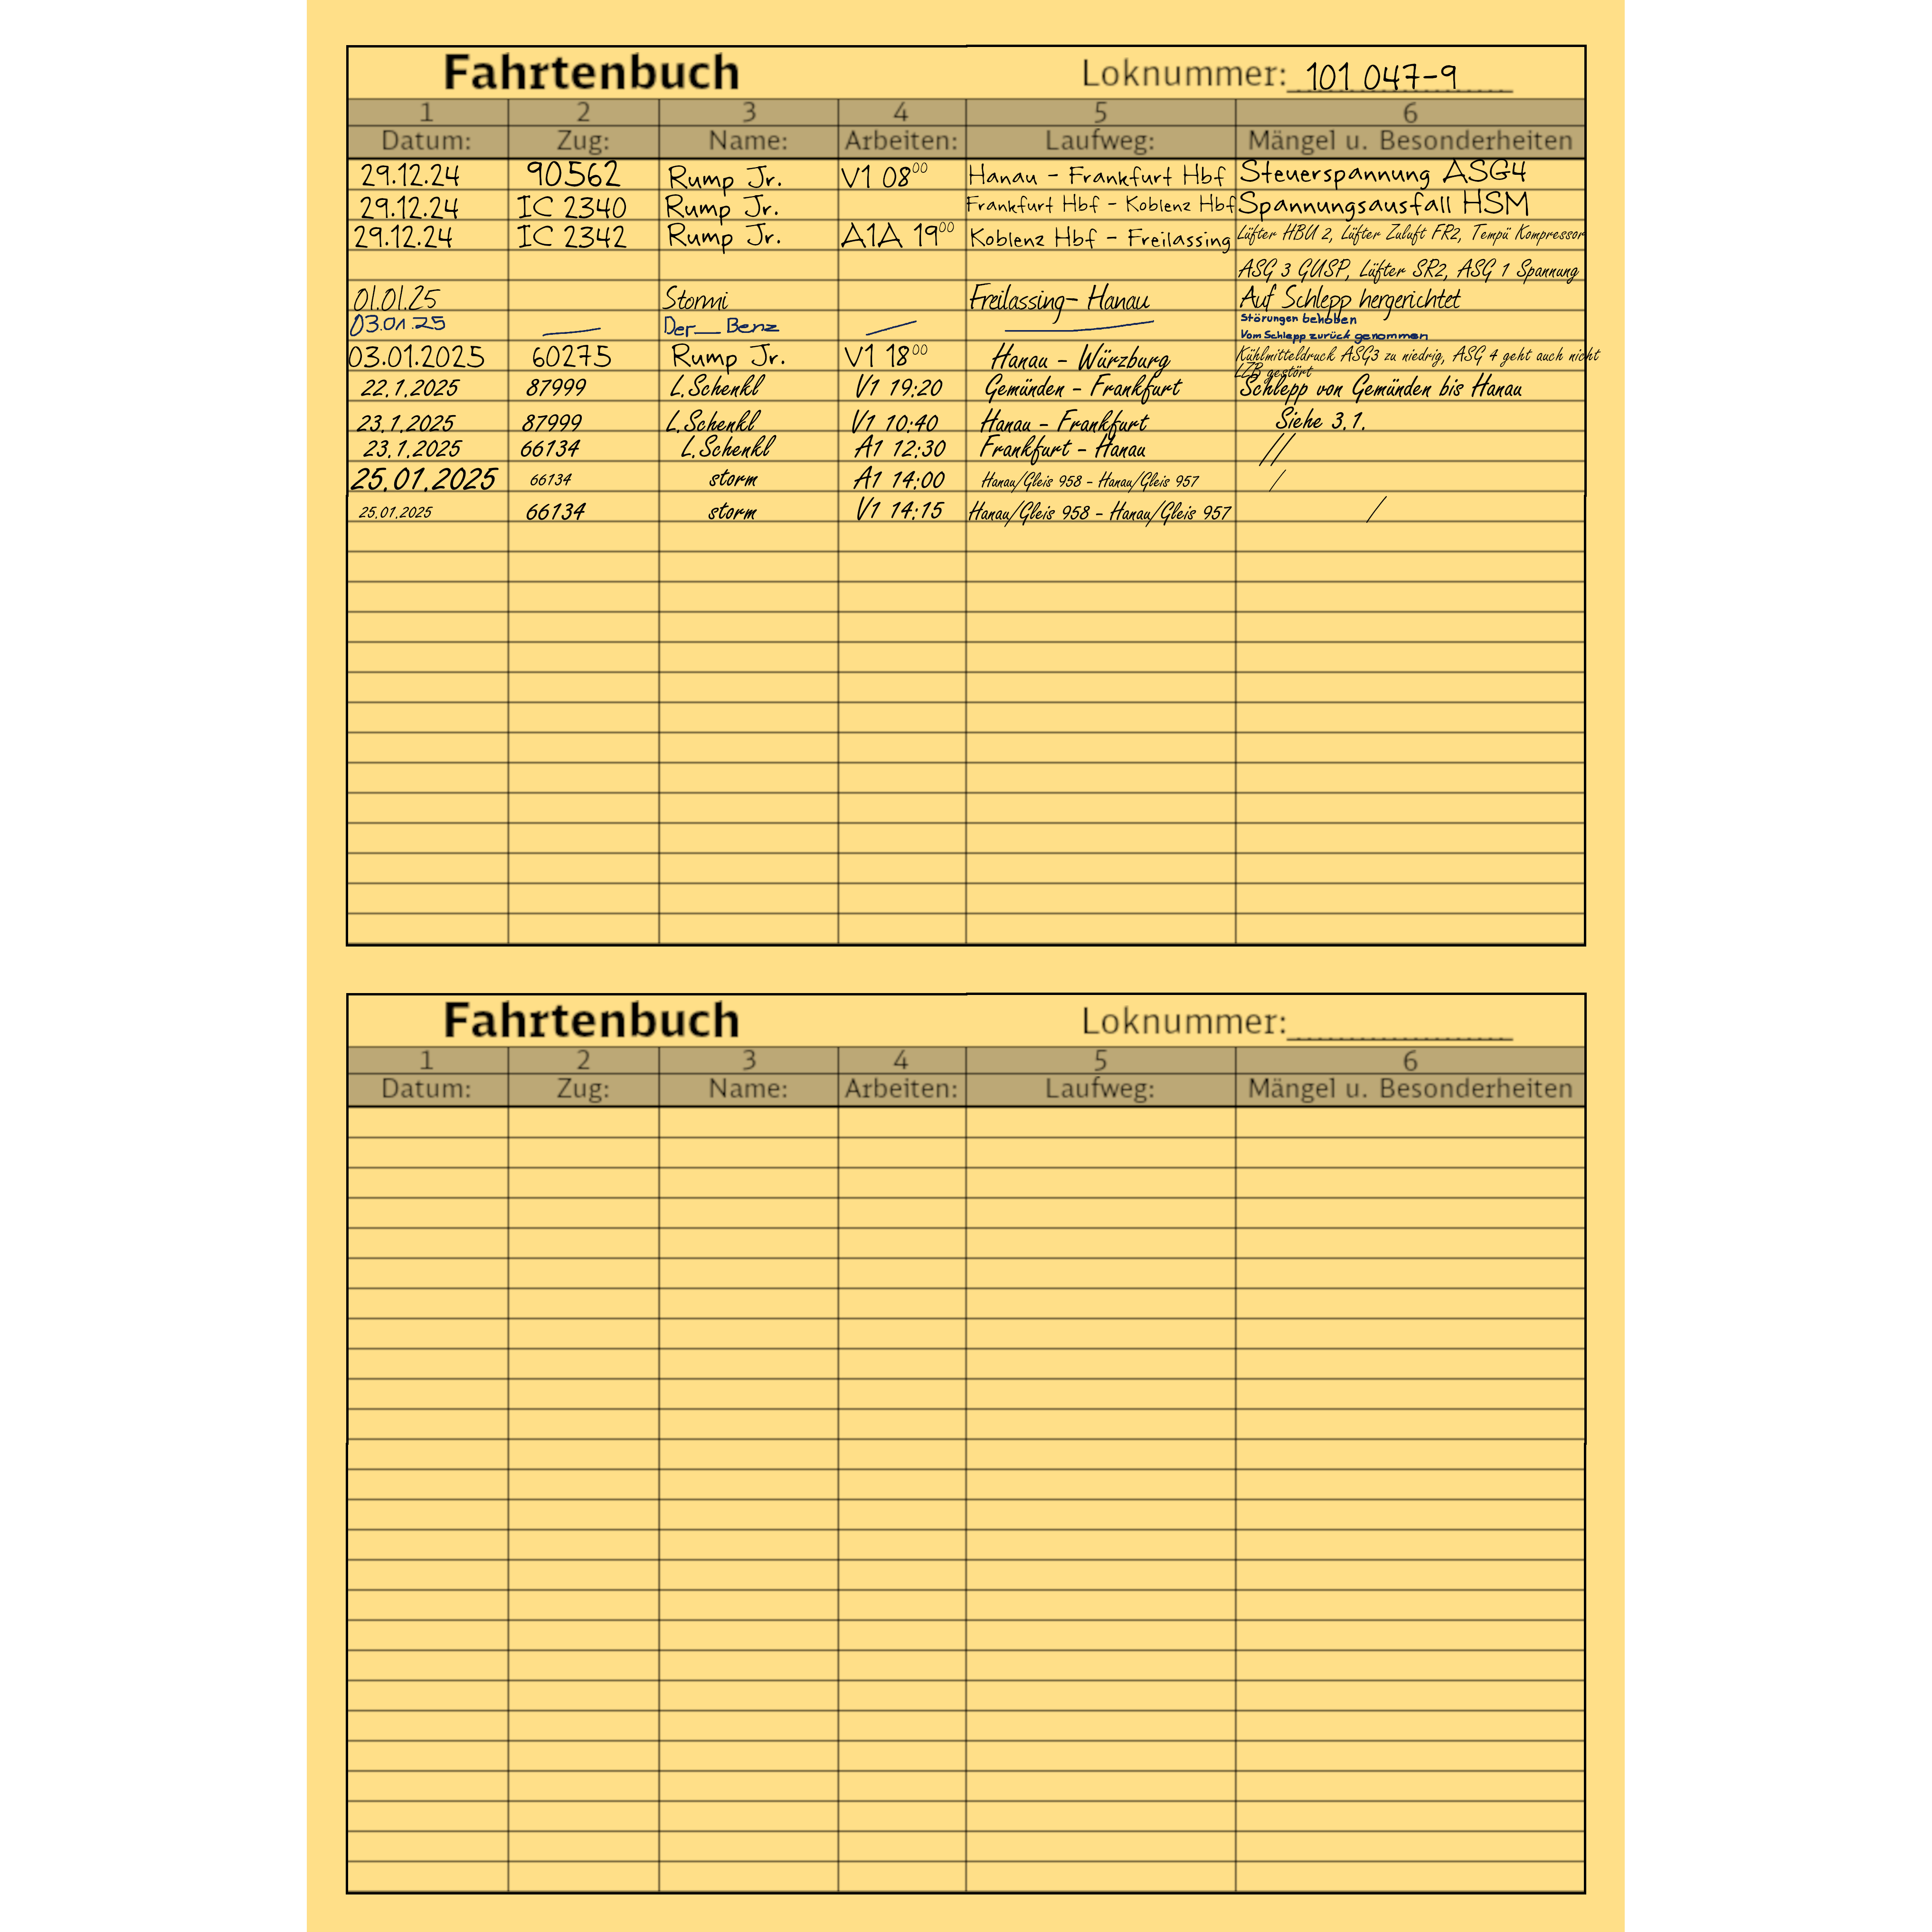 Fahrtenbuch Loknummer: 101 047-9
1 2 3 4 5 6
Datum: Zug: Name: Arbeiten: Laufweg: Mängel u. Besonderheiten
29.12.24 90562 Rump Jr. V1 08⁰⁰ Hanau - Frankfurt Hbf Steuerspannung ASG4
29.12.24 IC 2340 Rump Jr. Frankfurt Hbf - Koblenz Hbf Spannungsausfall HSM
29.12.24 IC 2342 Rump Jr. A1A 19⁰⁰ Koblenz Hbf - Freilassing Lüfter HBU 2, Lüfter Zuluft FR2, Tempü Kompressor
ASG 3 GUSP, Lüfter SR2, ASG 1 Spannung
01.01.25 Stormi Freilassing- Hanau Auf Schlepp hergerichtet
03.01.25 Der__Benz Störungen behoben
Vom Schlepp zurück genommen
03.01.2025 60275 Rump Jr. V1 18⁰⁰ Hanau - Würzburg Kühlmitteldruck ASG3 zu niedrig, ASG 4 geht auch nicht
LZB gestört
22.1.2025 87999 L.Schenkl V1 19:20 Gemünden - Frankfurt Schlepp von Gemünden bis Hanau
23.1.2025 87999 L.Schenkl V1 10:40 Hanau - Frankfurt Siehe 3.1.
23.1.2025 66134 L.Schenkl A1 12:30 Frankfurt - Hanau //
25.01.2025 66134 storm A1 14:00 Hanau/Gleis 958 - Hanau/Gleis 957 /
25.01.2025 66134 storm V1 14:15 Hanau/Gleis 958 - Hanau/Gleis 957 /
Fahrtenbuch Loknummer:
1 2 3 4 5 6
Datum: Zug: Name: Arbeiten: Laufweg: Mängel u. Besonderheiten